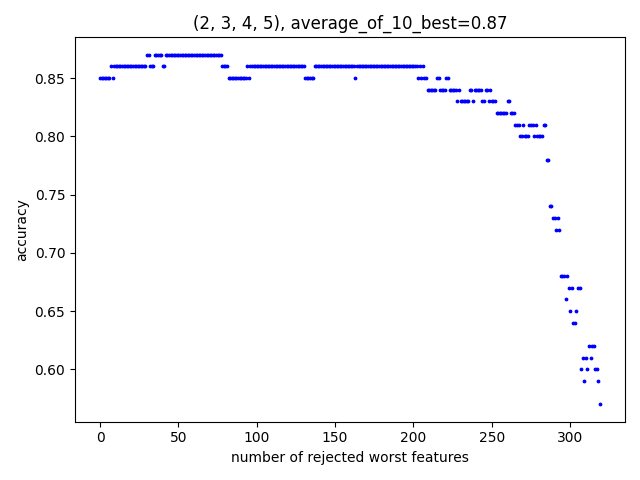 (2, 3, 4, 5), average_of_10_best=0.87
accuracy
0.85
0.80
0.75
0.70
0.65
0.60
0 50 100 150 200 250 300
number of rejected worst features